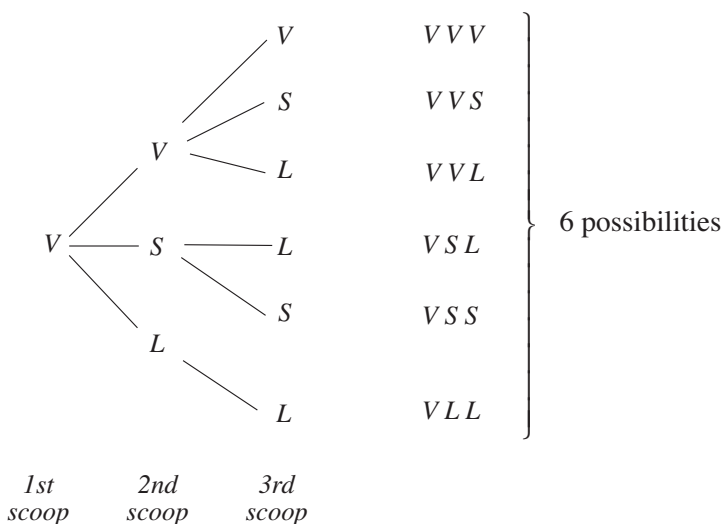 V V V V
S V V S
V
L V V L
6 possibilities
V S L V S L
S V S S
L
L V L L
1st 2nd 3rd
scoop scoop scoop